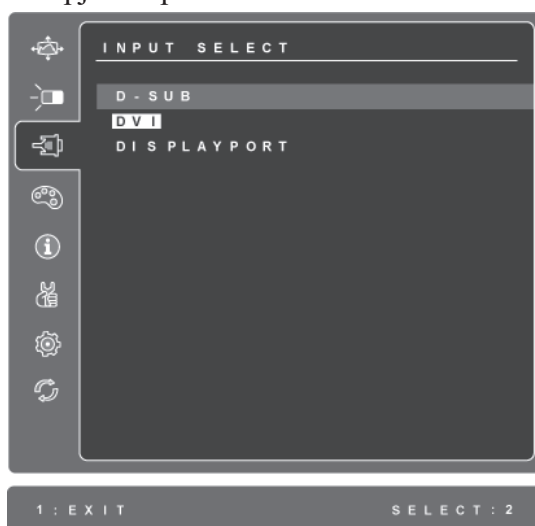 INPUT SELECT
D-SUB
DVI
DISPLAYPORT
1:EXIT SELECT:2